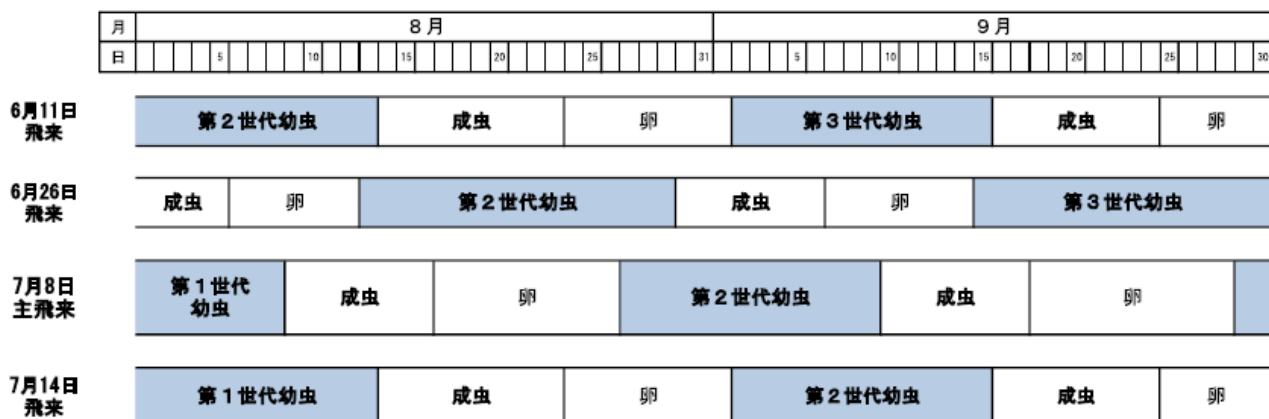 月 8月 9月
日 5 10 15 20 25 31 5 10 15 20 25 30
6月11日
飛来
第2世代幼虫 成虫 卵 第3世代幼虫 成虫 卵
6月26日
飛来
成虫 卵 第2世代幼虫 成虫 卵 第3世代幼虫
7月8日
主飛来
第1世代
幼虫
成虫 卵 第2世代幼虫 成虫 卵
7月14日
飛来
第1世代幼虫 成虫 卵 第2世代幼虫 成虫 卵